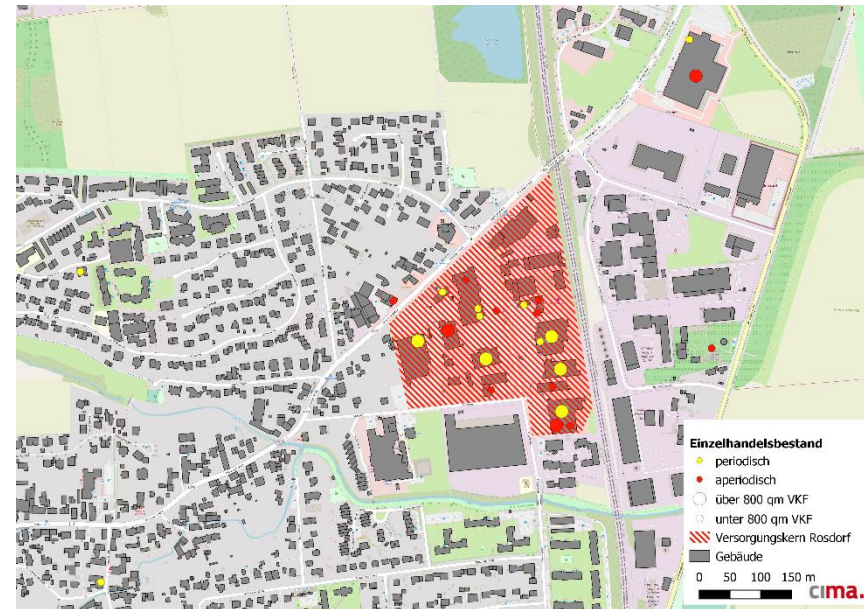 Einzelhandelsbestand
periodisch
aperiodisch
über 800 qm VKF
unter 800 qm VKF
Versorgungskern Rosdorf
Gebäude
0 50 100 150 m
cima.